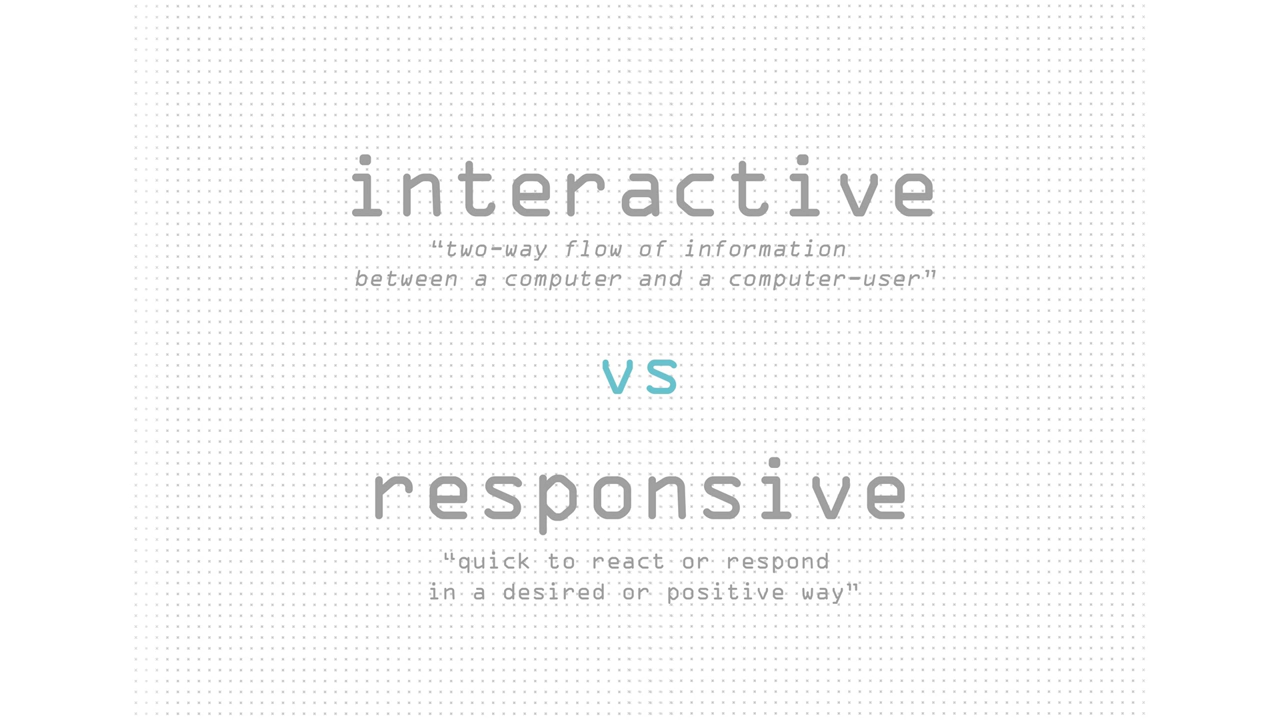 interactive
“two-way flow of information
between a computer and a computer-user”
vs
responsive
“quick to react or respond
in a desired or positive way”